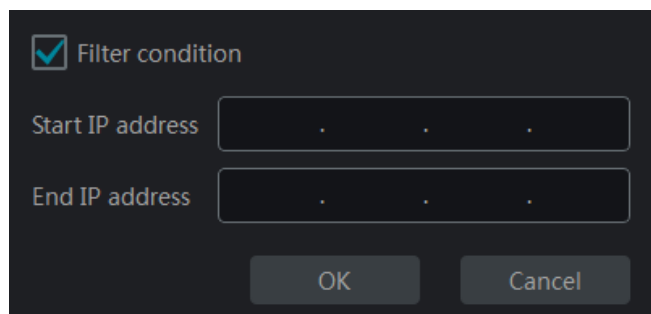 Filter condition
Start IP address . . .
End IP address . . .
OK Cancel